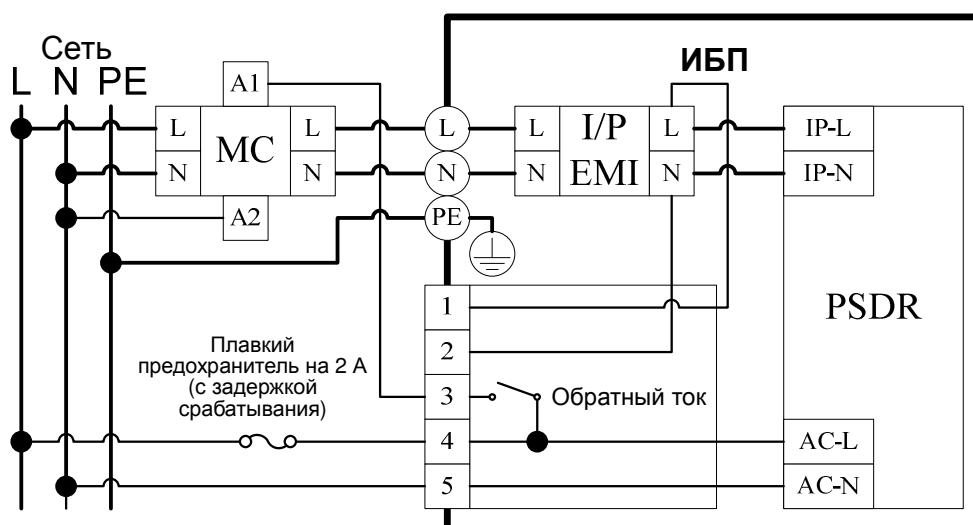 Сеть
L N PE
ИБП
A1
L
L
L
L
L
IP-L
MC
I/P
EMI
N
N
N
N
N
IP-N
A2
PE
PSDR
1
2
Плавкий
предохранитель на 2 А
(с задержкой
срабатывания)
3
Обратный ток
4
AC-L
5
AC-N